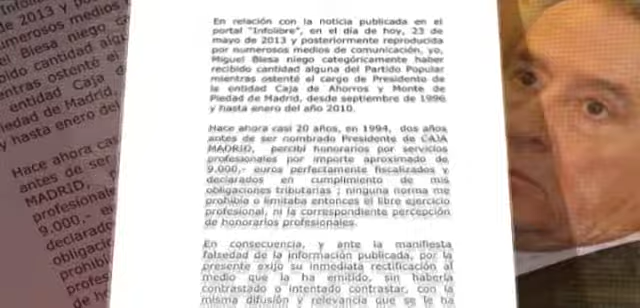 En relación con la noticia publicada en el
portal "Infolibre", en el día de hoy, 23 de
mayo de 2013 y posteriormente reproducida
por numerosos medios de comunicación, yo,
Miguel Blesa niego categóricamente haber
recibido cantidad alguna del Partido Popular
mientras ostenté el cargo de Presidente de
la entidad Caja de Ahorros y Monte de
Piedad de Madrid, desde septiembre de 1996
y hasta enero del año 2010.
Hace ahora casi 20 años, en 1994, dos años
antes de ser nombrado Presidente de CAJA
MADRID, percibí honorarios por servicios
profesionales por importe aproximado de
9.000,- euros perfectamente fiscalizados y
declarados en cumplimiento de mis
obligaciones tributarias ; ninguna norma me
prohibía o limitaba entonces el libre ejercicio
profesional, ni la correspondiente percepción
de honorarios profesionales.
En consecuencia, y ante la manifiesta
falsedad de la información publicada, por la
presente exijo su inmediata rectificación al
medio que la ha emitido, sin haberla
contrastado o intentado contrastar, con la
misma difusión y relevancia que se le ha